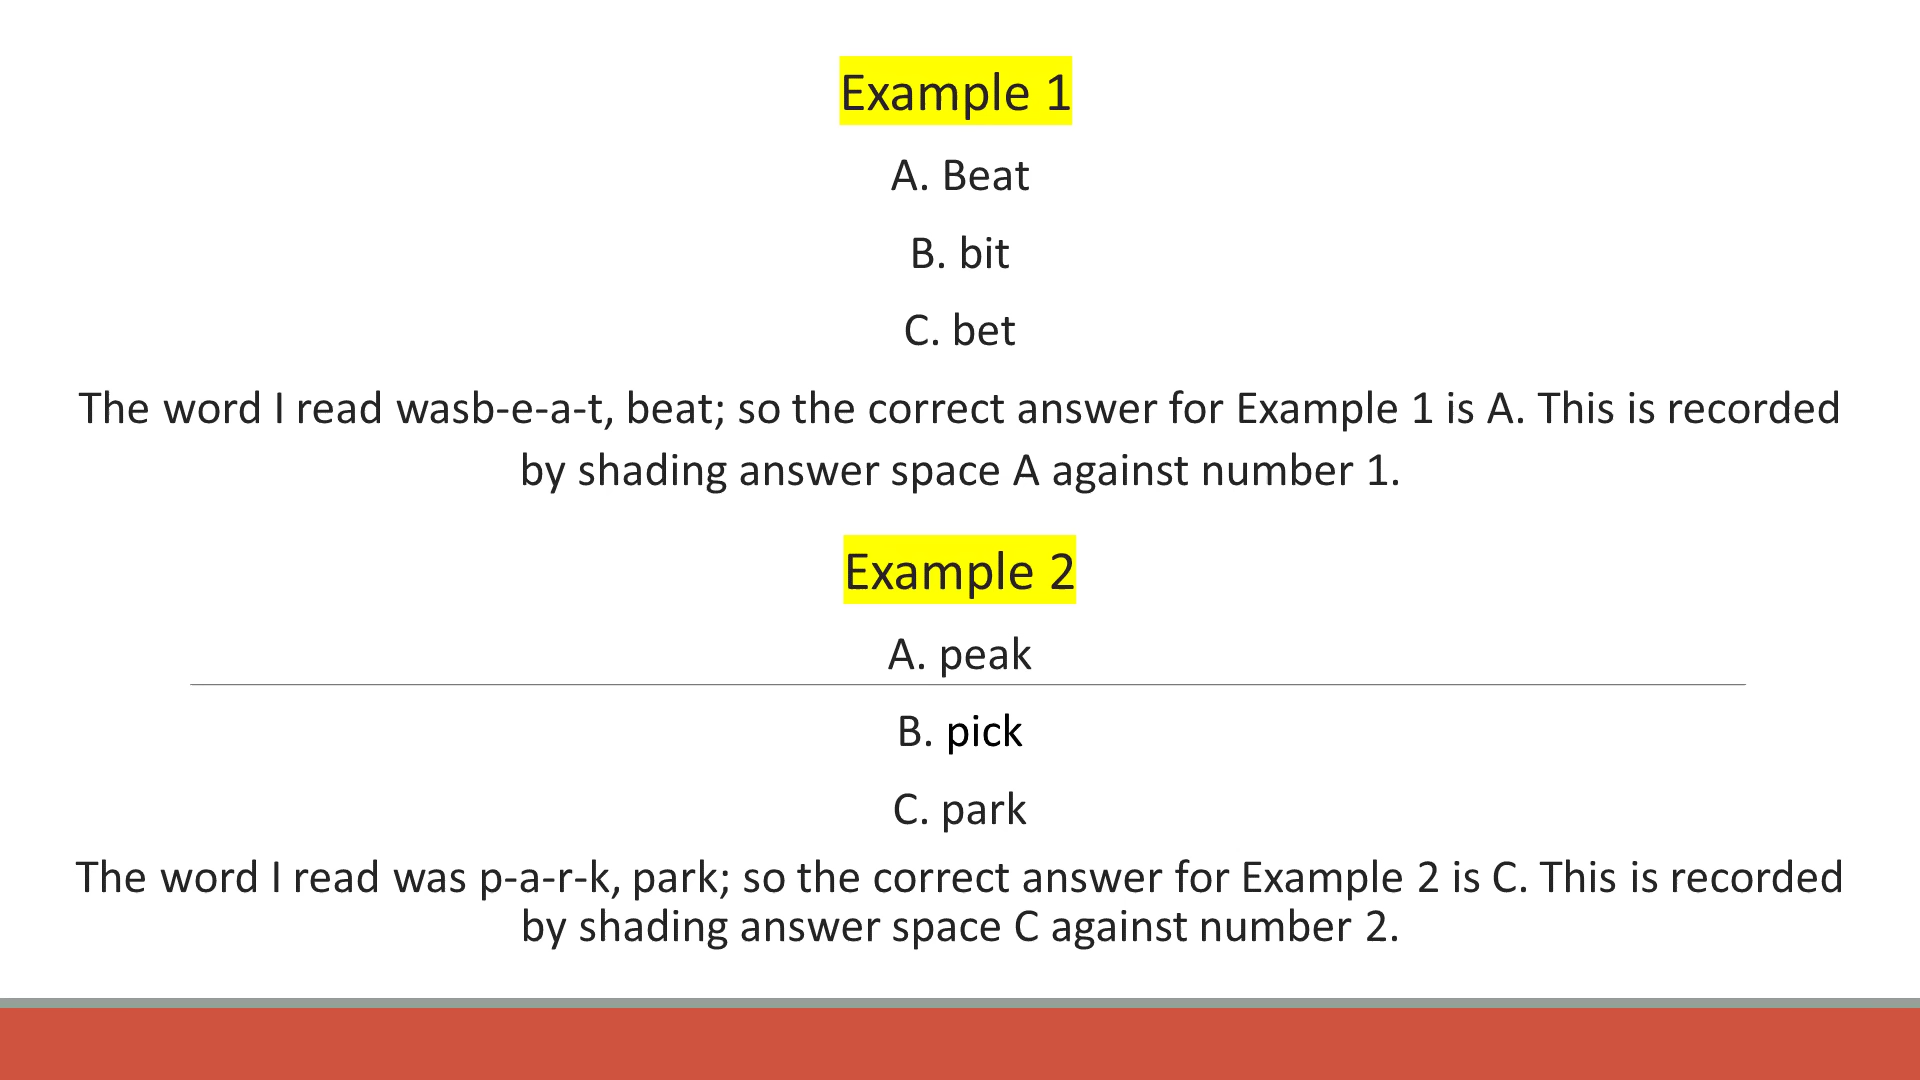 Example 1
A. Beat
B. bit
C. bet
The word I read wasb-e-a-t, beat; so the correct answer for Example 1 is A. This is recorded
by shading answer space A against number 1.
Example 2
A. peak
B. pick
C. park
The word I read was p-a-r-k, park; so the correct answer for Example 2 is C. This is recorded
by shading answer space C against number 2.